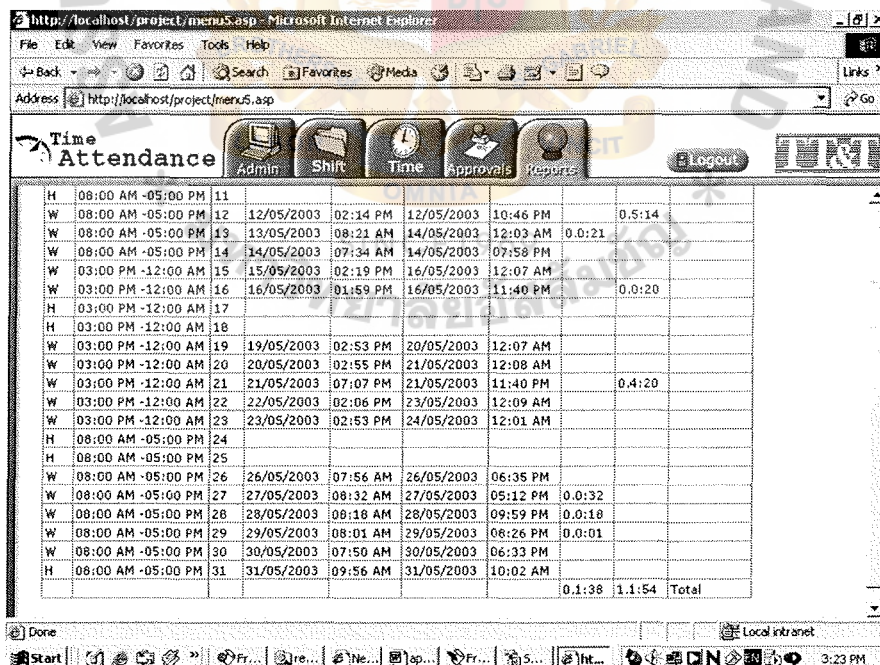 http://localhost/project/menu5.asp - Microsoft Internet Explorer
File Edit View Favorites Tools Help
Back Search Favorites Media Links
Address http://localhost/project/menu5.asp Go
Time Attendance Admin Shift Time Approvals Reports Logout
H 08:00 AM -05:00 PM 11
W 08:00 AM -05:00 PM 12 12/05/2003 02:14 PM 12/05/2003 10:46 PM 0.5:14
W 08:00 AM -05:00 PM 13 13/05/2003 08:21 AM 14/05/2003 12:03 AM 0.0:21
W 08:00 AM -05:00 PM 14 14/05/2003 07:34 AM 14/05/2003 07:58 PM
W 03:00 PM -12:00 AM 15 15/05/2003 02:19 PM 16/05/2003 12:07 AM
W 03:00 PM -12:00 AM 16 16/05/2003 01:59 PM 16/05/2003 11:40 PM 0.0:20
H 03:00 PM -12:00 AM 17
H 03:00 PM -12:00 AM 18
W 03:00 PM -12:00 AM 19 19/05/2003 02:53 PM 20/05/2003 12:07 AM
W 03:00 PM -12:00 AM 20 20/05/2003 02:55 PM 21/05/2003 12:08 AM
W 03:00 PM -12:00 AM 21 21/05/2003 07:07 PM 21/05/2003 11:40 PM 0.4:20
W 03:00 PM -12:00 AM 22 22/05/2003 02:06 PM 23/05/2003 12:09 AM
W 03:00 PM -12:00 AM 23 23/05/2003 02:53 PM 24/05/2003 12:01 AM
H 08:00 AM -05:00 PM 24
H 08:00 AM -05:00 PM 25
W 08:00 AM -05:00 PM 26 26/05/2003 07:56 AM 26/05/2003 06:35 PM
W 08:00 AM -05:00 PM 27 27/05/2003 08:32 AM 27/05/2003 05:12 PM 0.0:32
W 08:00 AM -05:00 PM 28 28/05/2003 08:18 AM 28/05/2003 09:59 PM 0.0:18
W 08:00 AM -05:00 PM 29 29/05/2003 08:01 AM 29/05/2003 08:26 PM 0.0:01
W 08:00 AM -05:00 PM 30 30/05/2003 07:50 AM 30/05/2003 06:33 PM
H 08:00 AM -05:00 PM 31 31/05/2003 09:56 AM 31/05/2003 10:02 AM
0.1:38 1.1:54 Total
Done Local intranet
Start Fr... re... Ne... ap... Fr... 5... ht... 3:23 PM